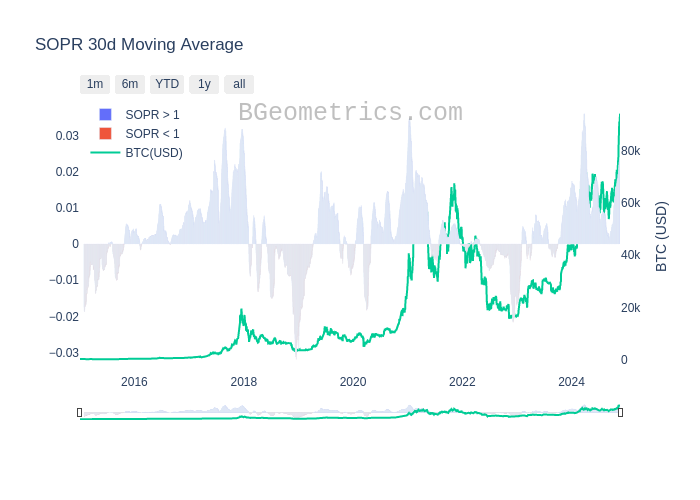 SOPR 30d Moving Average
1m 6m YTD 1y all
BGeometrics.com
SOPR > 1
SOPR < 1
BTC(USD)
0.03
0.02
0.01
0
−0.01
−0.02
−0.03
80k
60k
40k
20k
0
BTC (USD)
2016 2018 2020 2022 2024